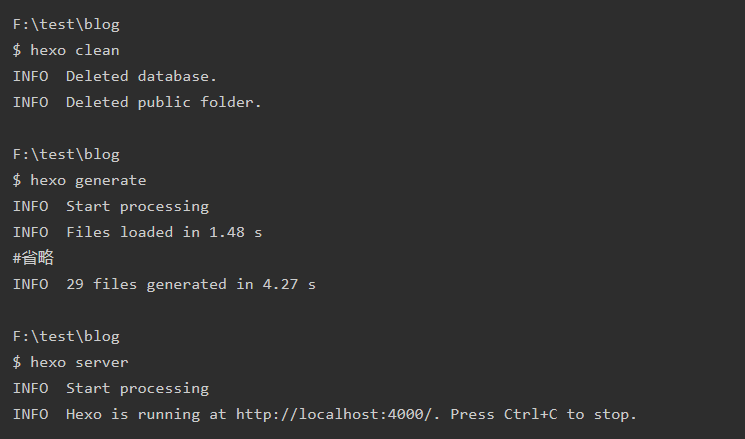 F:\test\blog
$ hexo clean
INFO  Deleted database.
INFO  Deleted public folder.
F:\test\blog
$ hexo generate
INFO  Start processing
INFO  Files loaded in 1.48 s
#省略
INFO  29 files generated in 4.27 s
F:\test\blog
$ hexo server
INFO  Start processing
INFO  Hexo is running at http://localhost:4000/. Press Ctrl+C to stop.